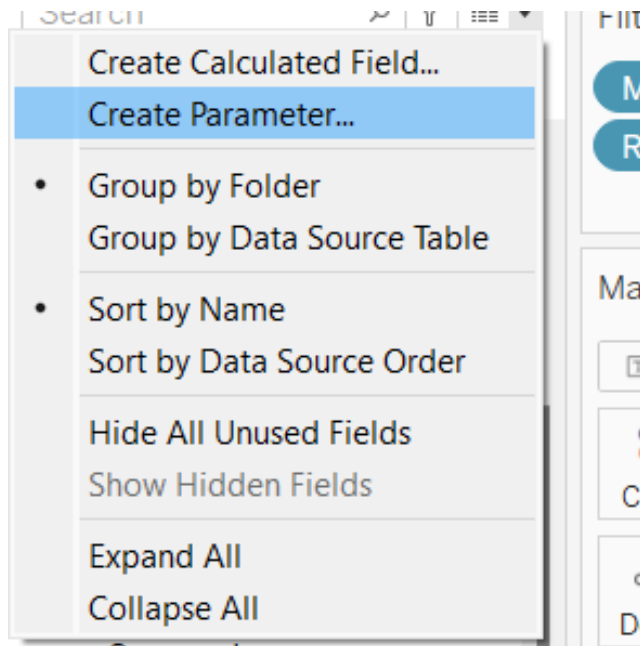 Search
Create Calculated Field...
Create Parameter...
Group by Folder
Group by Data Source Table
Sort by Name
Sort by Data Source Order
Hide All Unused Fields
Show Hidden Fields
Expand All
Collapse All